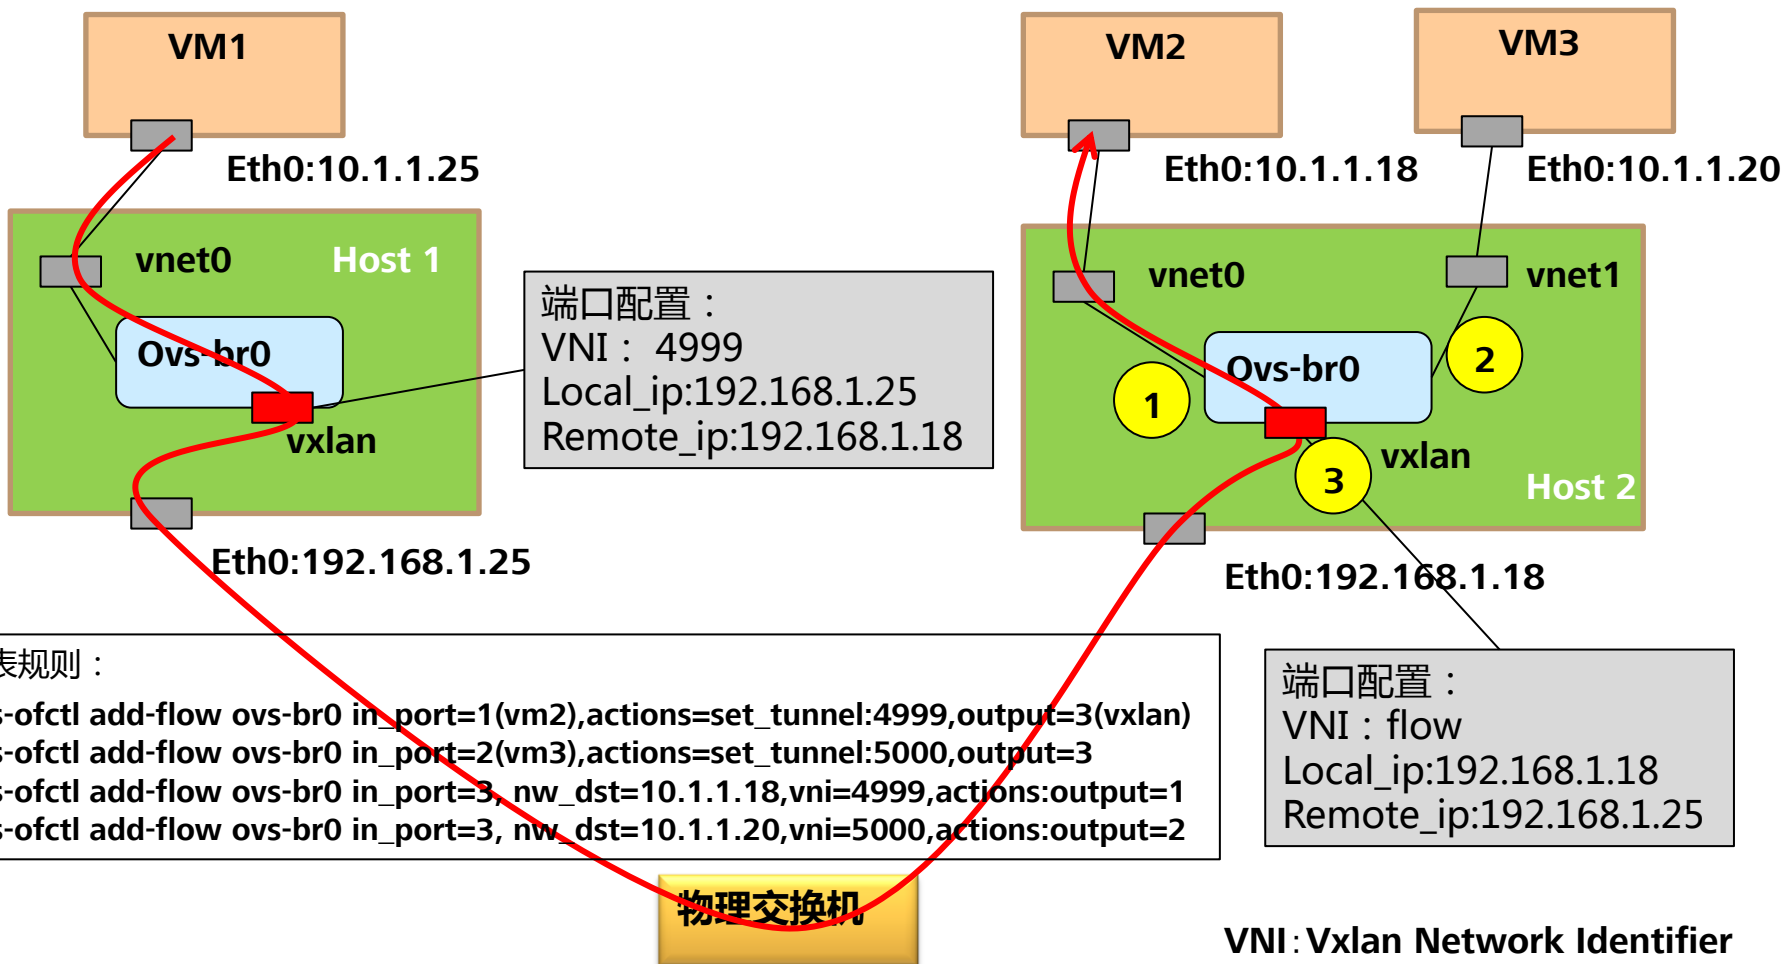 VM1
VM2
VM3
Eth0:10.1.1.25
Eth0:10.1.1.18
Eth0:10.1.1.20
vnet0
Host 1
Ovs-br0
vxlan
端口配置：
VNI： 4999
Local_ip:192.168.1.25
Remote_ip:192.168.1.18
vnet0
vnet1
Ovs-br0
1
2
3
vxlan
Host 2
Eth0:192.168.1.25
Eth0:192.168.1.18
表规则：
s-ofctl add-flow ovs-br0 in_port=1(vm2),actions=set_tunnel:4999,output=3(vxlan)
s-ofctl add-flow ovs-br0 in_port=2(vm3),actions=set_tunnel:5000,output=3
s-ofctl add-flow ovs-br0 in_port=3, nw_dst=10.1.1.18,vni=4999,actions:output=1
s-ofctl add-flow ovs-br0 in_port=3, nw_dst=10.1.1.20,vni=5000,actions:output=2
端口配置：
VNI：flow
Local_ip:192.168.1.18
Remote_ip:192.168.1.25
物理交换机
VNI：Vxlan Network Identifier